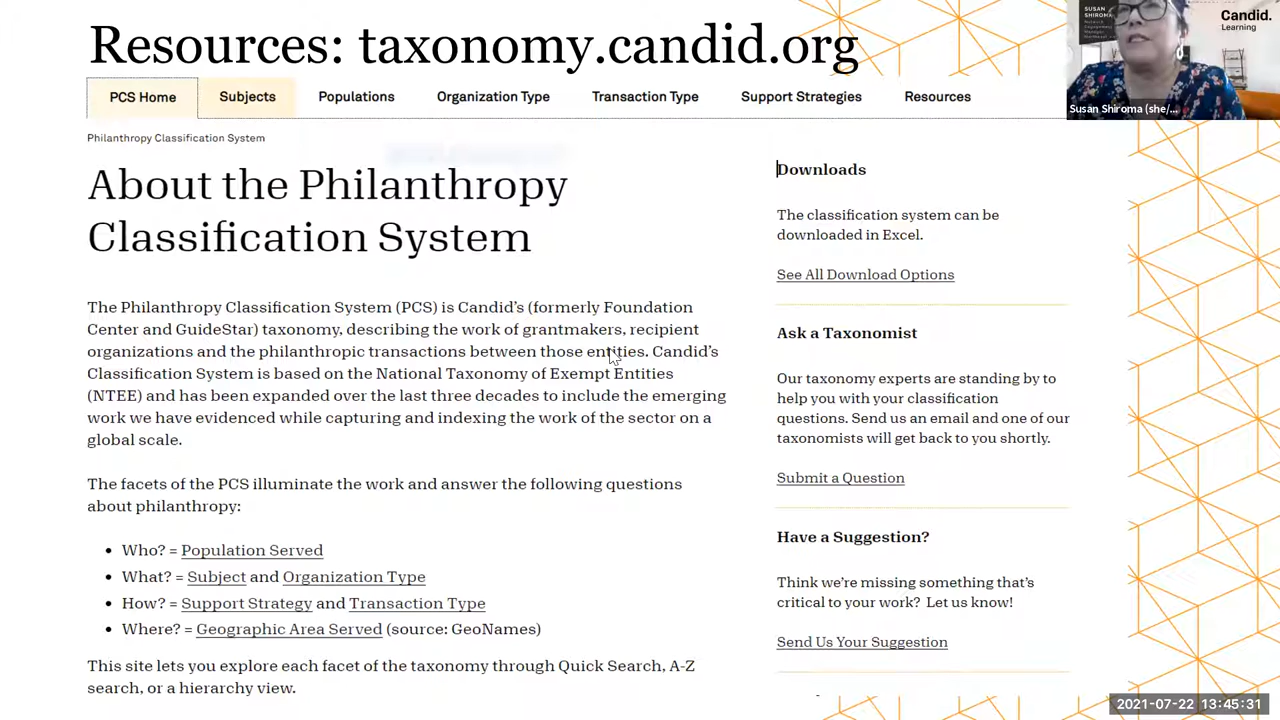 Resources: taxonomy.candid.org
SUSAN
SHIROMA
Candid.
Learning
Susan Shiroma (she/...
PCS Home
Subjects
Populations
Organization Type
Transaction Type
Support Strategies
Resources
Philanthropy Classification System
About the Philanthropy
Classification System
The Philanthropy Classification System (PCS) is Candid's (formerly Foundation
Center and GuideStar) taxonomy, describing the work of grantmakers, recipient
organizations and the philanthropic transactions between those entities. Candid's
Classification System is based on the National Taxonomy of Exempt Entities
(NTEE) and has been expanded over the last three decades to include the emerging
work we have evidenced while capturing and indexing the work of the sector on a
global scale.
The facets of the PCS illuminate the work and answer the following questions
about philanthropy:
• Who? = Population Served
• What? = Subject and Organization Type
• How? = Support Strategy and Transaction Type
• Where? = Geographic Area Served (source: GeoNames)
This site lets you explore each facet of the taxonomy through Quick Search, A-Z
search, or a hierarchy view.
Downloads
The classification system can be
downloaded in Excel.
See All Download Options
Ask a Taxonomist
Our taxonomy experts are standing by to
help you with your classification
questions. Send us an email and one of our
taxonomists will get back to you shortly.
Submit a Question
Have a Suggestion?
Think we're missing something that's
critical to your work? Let us know!
Send Us Your Suggestion
2021-07-22 13:45:31